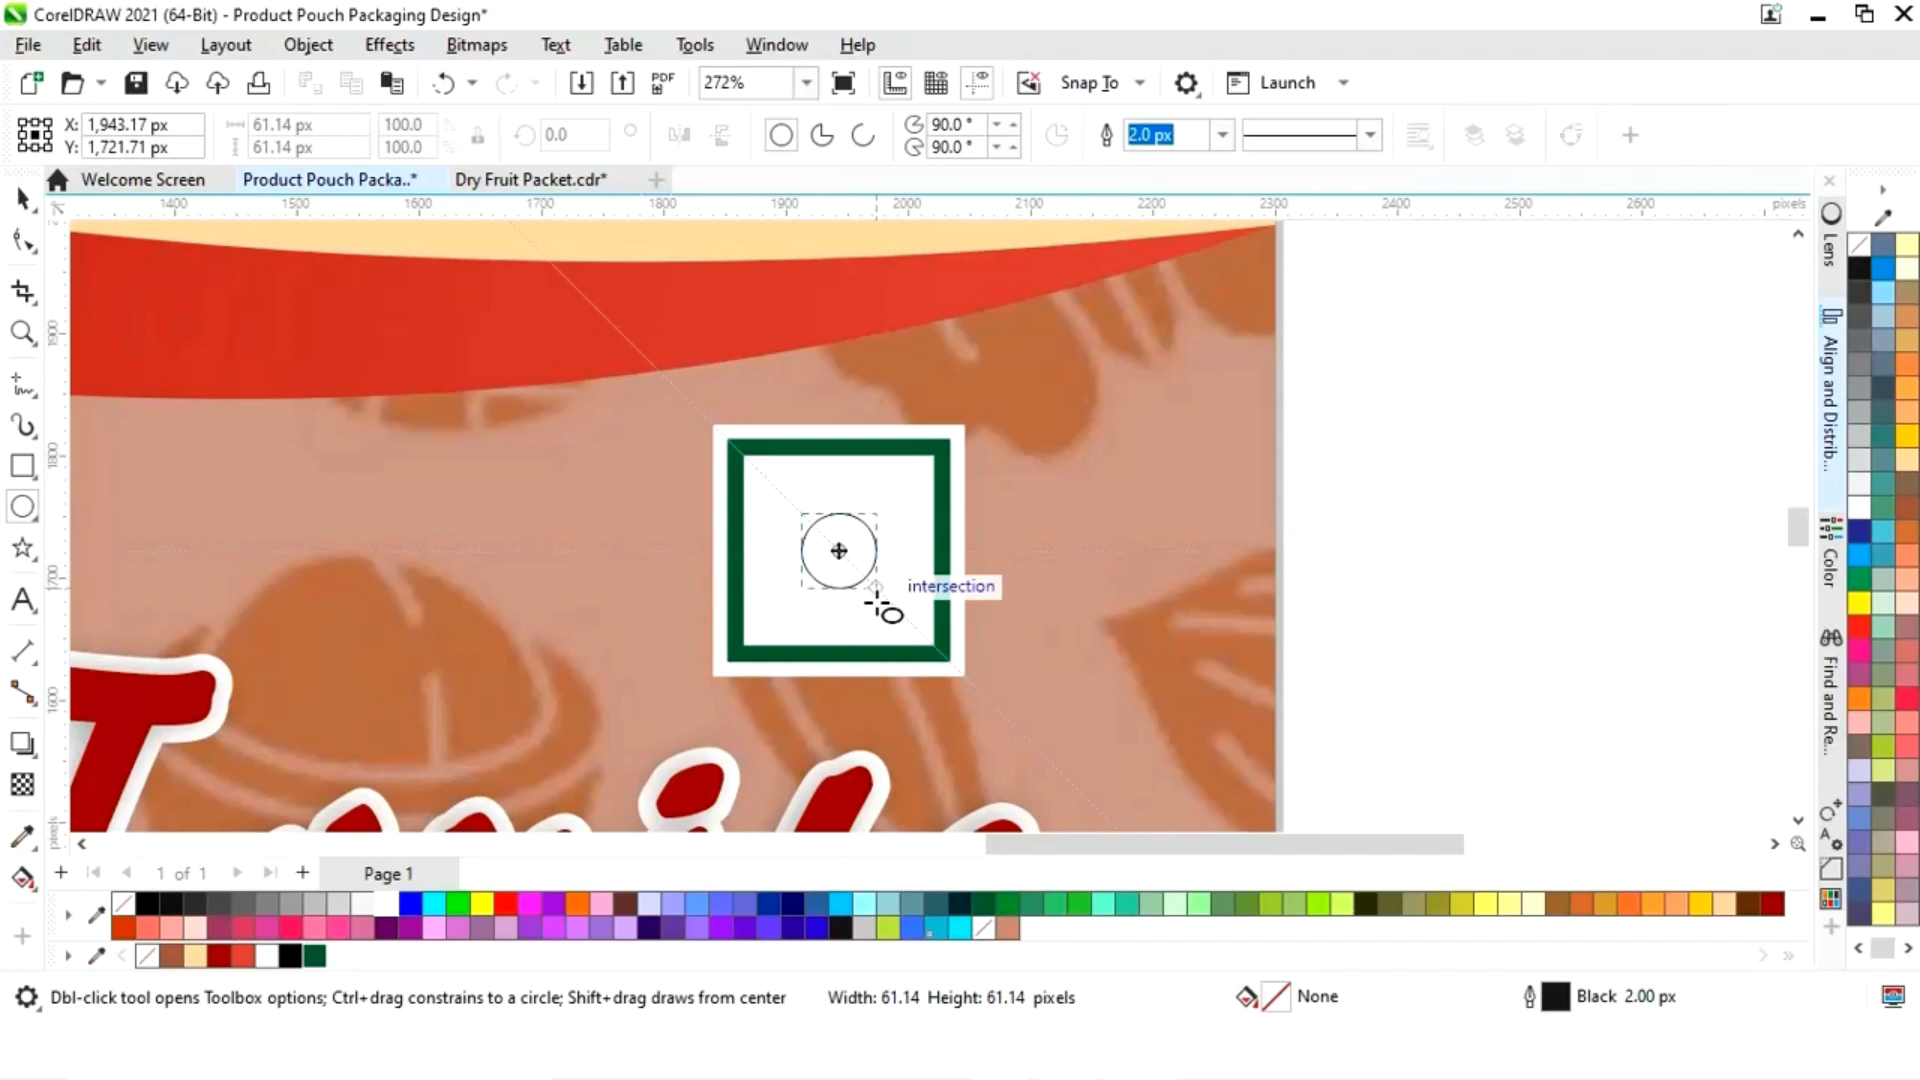 CorelDRAW 2021 (64-Bit) - Product Pouch Packaging Design*
File Edit View Layout Object Effects Bitmaps Text Table Tools Window Help
PDF 272% Snap To Launch
X: 1,943.17 px 61.14 px 100.0 % 0.0 ° 90.0 ° 2.0 px
Y: 1,721.71 px 61.14 px 100.0 % 90.0 °
Welcome Screen Product Pouch Packa..* Dry Fruit Packet.cdr*
1400 1500 1600 1700 1800 1900 2000 2100 2200 2300 2400 2500 2600 pixels
1900
1800
1700
1600
pixels
intersection
Lens
Align and Distrib...
Color
Find and Re...
1 of 1 Page 1
Dbl-click tool opens Toolbox options; Ctrl+drag constrains to a circle; Shift+drag draws from center Width: 61.14 Height: 61.14 pixels None Black 2.00 px